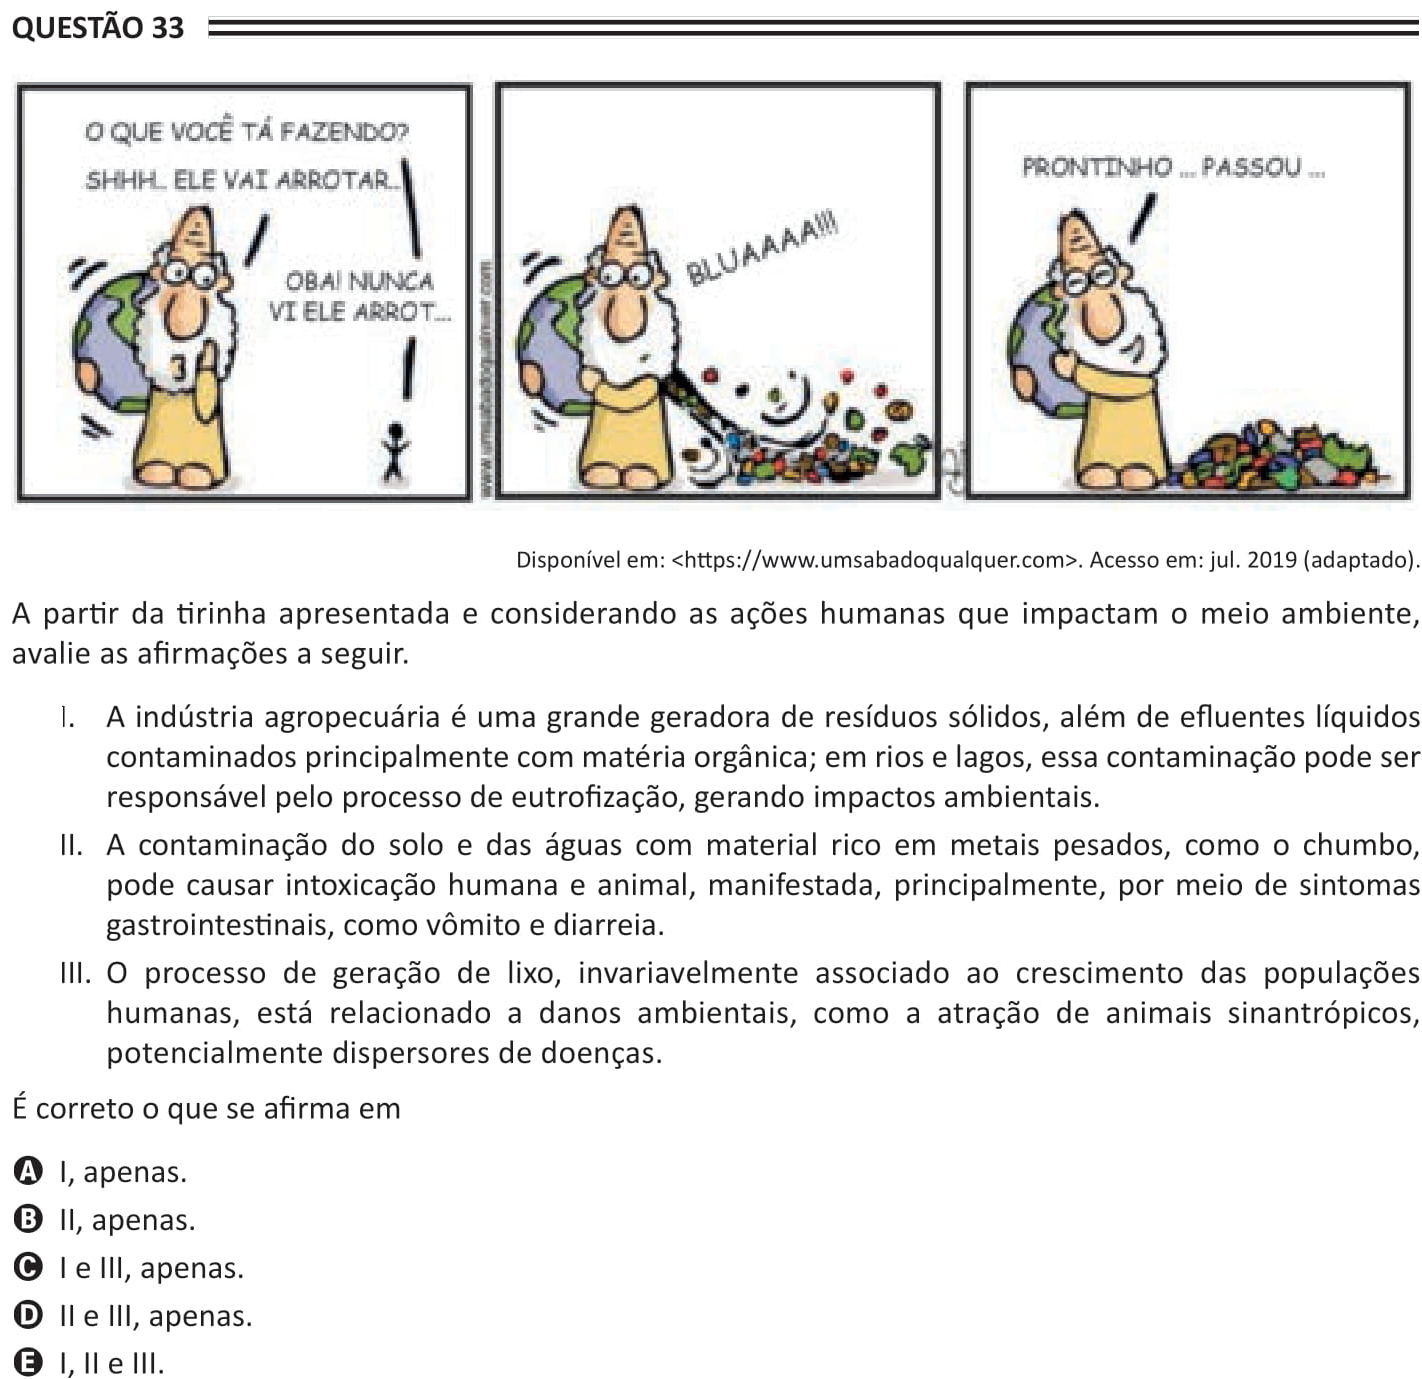 QUESTÃO 33
O QUE VOCÊ TÁ FAZENDO?
SHHH.. ELE VAI ARROTAR...
OBA! NUNCA
VI ELE ARROT...
www.umsabadoqualquer.com
BLUAAAA!!!
PRONTINHO ... PASSOU ...
Disponível em: <https://www.umsabadoqualquer.com>. Acesso em: jul. 2019 (adaptado).
A partir da tirinha apresentada e considerando as ações humanas que impactam o meio ambiente,
avalie as afirmações a seguir.
I. A indústria agropecuária é uma grande geradora de resíduos sólidos, além de efluentes líquidos
contaminados principalmente com matéria orgânica; em rios e lagos, essa contaminação pode ser
responsável pelo processo de eutrofização, gerando impactos ambientais.
II. A contaminação do solo e das águas com material rico em metais pesados, como o chumbo,
pode causar intoxicação humana e animal, manifestada, principalmente, por meio de sintomas
gastrointestinais, como vômito e diarreia.
III. O processo de geração de lixo, invariavelmente associado ao crescimento das populações
humanas, está relacionado a danos ambientais, como a atração de animais sinantrópicos,
potencialmente dispersores de doenças.
É correto o que se afirma em
A I, apenas.
B II, apenas.
C I e III, apenas.
D II e III, apenas.
E I, II e III.